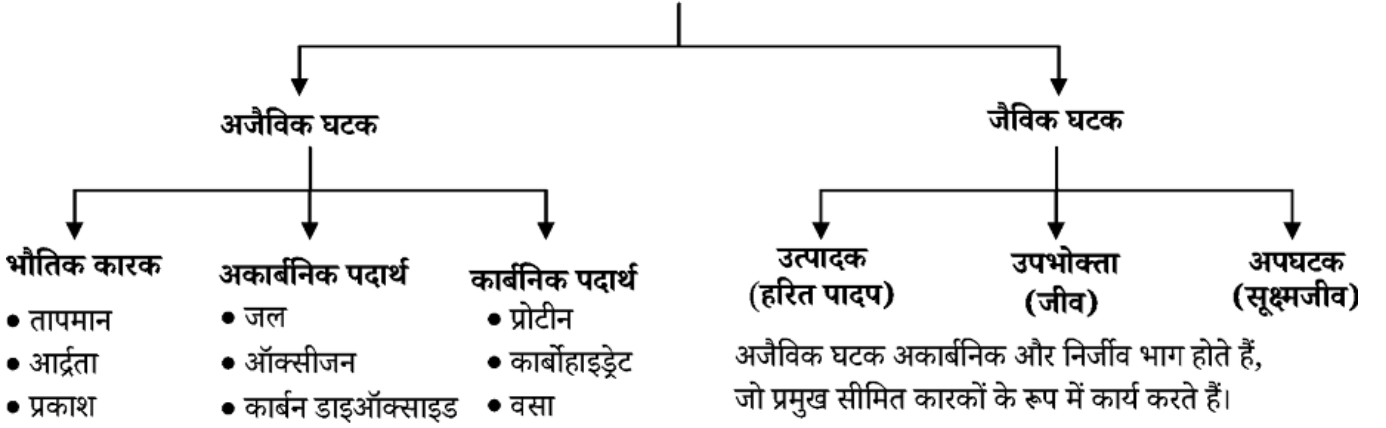 अजैविक घटक
जैविक घटक
भौतिक कारक
• तापमान
• आर्द्रता
• प्रकाश
अकार्बनिक पदार्थ
• जल
• ऑक्सीजन
• कार्बन डाइऑक्साइड
कार्बनिक पदार्थ
• प्रोटीन
• कार्बोहाइड्रेट
• वसा
उत्पादक
(हरित पादप)
उपभोक्ता
(जीव)
अपघटक
(सूक्ष्मजीव)
अजैविक घटक अकार्बनिक और निर्जीव भाग होते हैं,
जो प्रमुख सीमित कारकों के रूप में कार्य करते हैं।